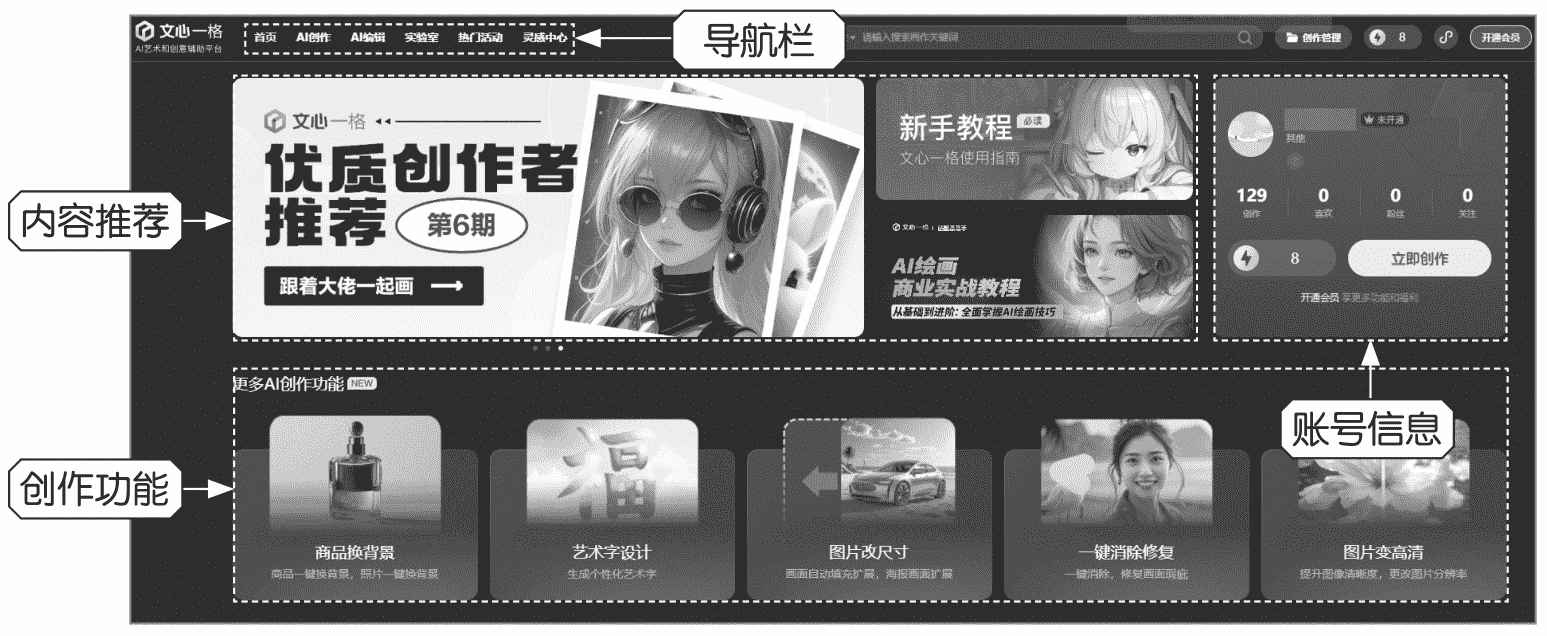 文心一格
AI艺术和创意辅助平台
首页 AI创作 AI编辑 实验室 热门活动 灵感中心
导航栏
请输入搜索画作关键词
创作管理
8
开通会员
内容推荐
文心一格
优质创作者
推荐 第6期
跟着大佬一起画
新手教程 必读
文心一格使用指南
文心一格
AI绘画
商业实战教程
从基础到进阶:全面掌握AI绘画技巧
未开通
其他
129 0 0 0
创作 喜欢 粉丝 关注
8 立即创作
开通会员 享更多功能和福利
账号信息
创作功能
更多AI创作功能 NEW
福
商品换背景
商品一键换背景，照片一键换背景
艺术字设计
生成个性化艺术字
图片改尺寸
画面自动填充扩展，海报画面扩展
一键消除修复
一键消除，修复画面瑕疵
图片变高清
提升图像清晰度，更改图片分辨率